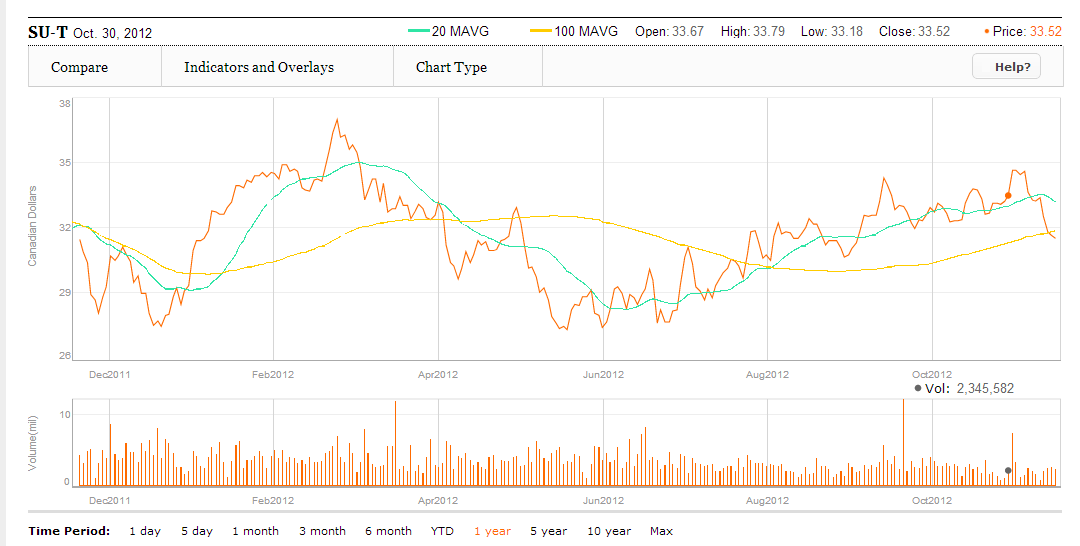 SU-T Oct. 30, 2012 20 MAVG 100 MAVG Open: 33.67 High: 33.79 Low: 33.18 Close: 33.52 Price: 33.52
Compare Indicators and Overlays Chart Type Help?
38
35
32
29
26
Canadian Dollars
Dec2011 Feb2012 Apr2012 Jun2012 Aug2012 Oct2012
Vol: 2,345,582
10
0
Volume(mil)
Dec2011 Feb2012 Apr2012 Jun2012 Aug2012 Oct2012
Time Period: 1 day 5 day 1 month 3 month 6 month YTD 1 year 5 year 10 year Max